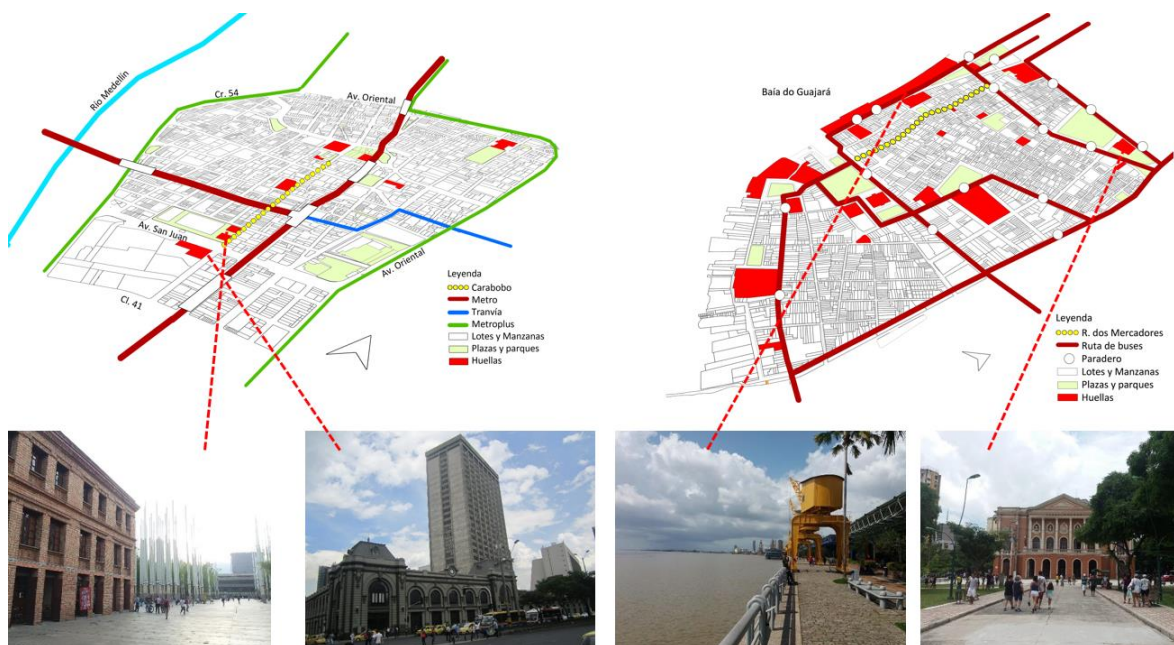 Río Medellín
Cr. 54
Av. Oriental
Av. San Juan
Av. Oriental
Cl. 41
Leyenda
Carabobo
Metro
Tranvía
Metroplus
Lotes y Manzanas
Plazas y parques
Huellas
Baía do Guajará
Leyenda
R. dos Mercadores
Ruta de buses
Paradero
Lotes y Manzanas
Plazas y parques
Huellas